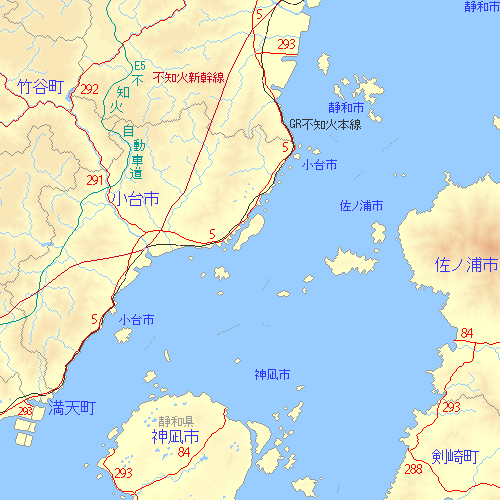 静和市
5
293
E5
不知火
不知火新幹線
292
竹谷町
静和市
GR不知火本線
自動車道
5
小台市
291
小台市
佐ノ浦市
5
佐ノ浦市
5
小台市
84
神凪市
293
満天町
293
静和県
神凪市
84
剣崎町
288
293